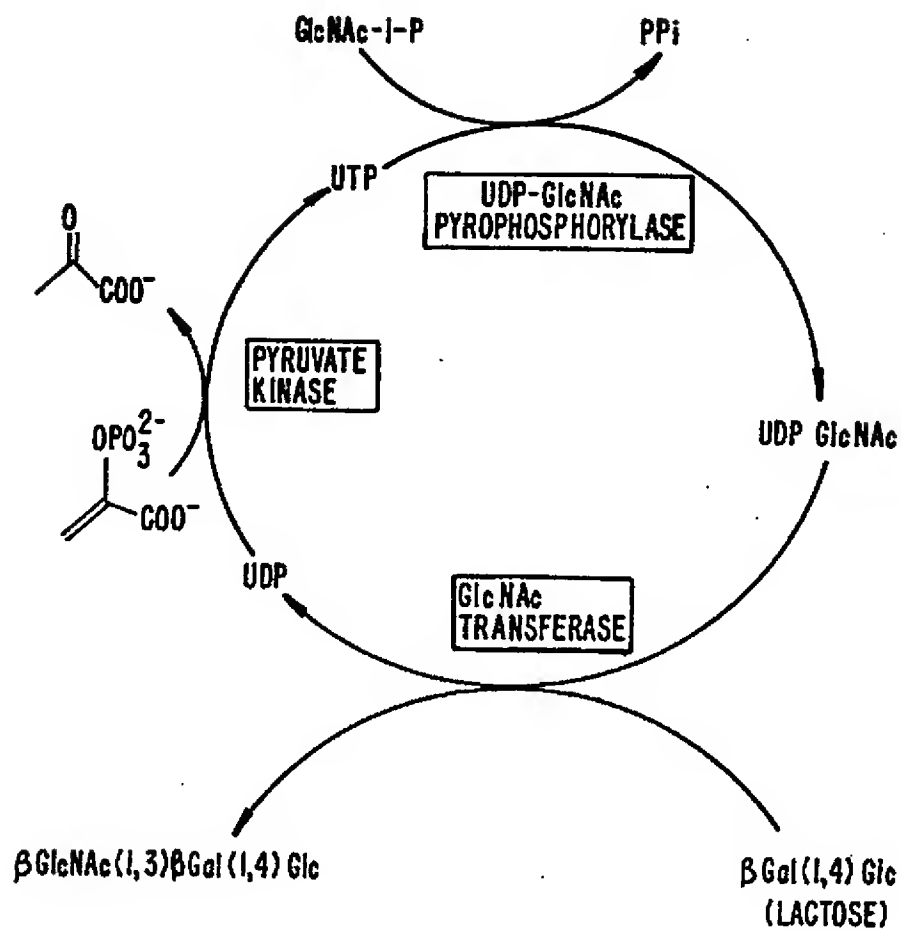 GlcNAc-1-P
PPi
UTP
UDP-GlcNAc
PYROPHOSPHORYLASE
O
COO⁻
PYRUVATE
KINASE
OPO₃²⁻
COO⁻
UDP GlcNAc
UDP
GlcNAc
TRANSFERASE
βGlcNAc(1,3)βGal(1,4)Glc
βGal(1,4)Glc
(LACTOSE)